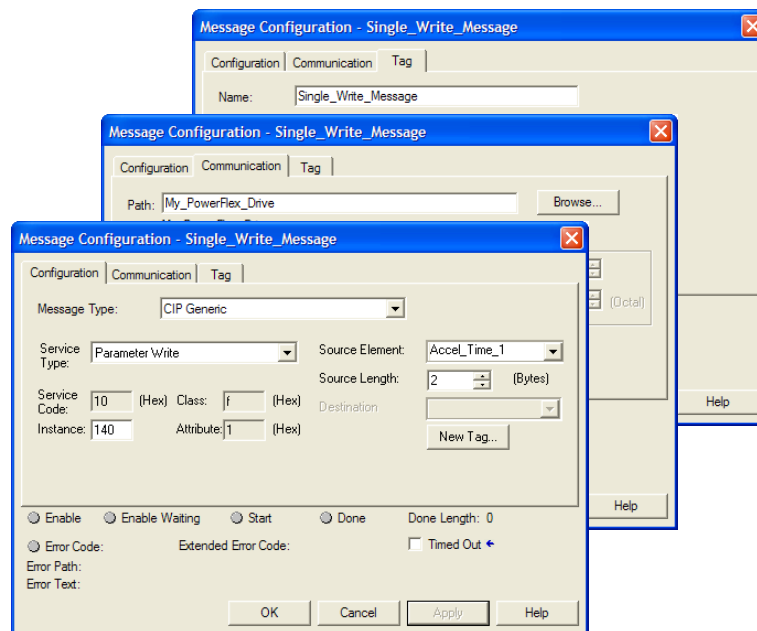 Message Configuration - Single_Write_Message
Configuration Communication Tag
Name: Single_Write_Message
Help
Message Configuration - Single_Write_Message
Configuration Communication Tag
Path: My_PowerFlex_Drive Browse...
(Octal)
Help
Message Configuration - Single_Write_Message
Configuration Communication Tag
Message Type: CIP Generic
Service Type: Parameter Write Source Element: Accel_Time_1
Source Length: 2 (Bytes)
Service Code: 10 (Hex) Class: f (Hex) Destination
Instance: 140 Attribute: 1 (Hex) New Tag...
Enable Enable Waiting Start Done Done Length: 0
Error Code: Extended Error Code: Timed Out ←
Error Path:
Error Text:
OK Cancel Apply Help